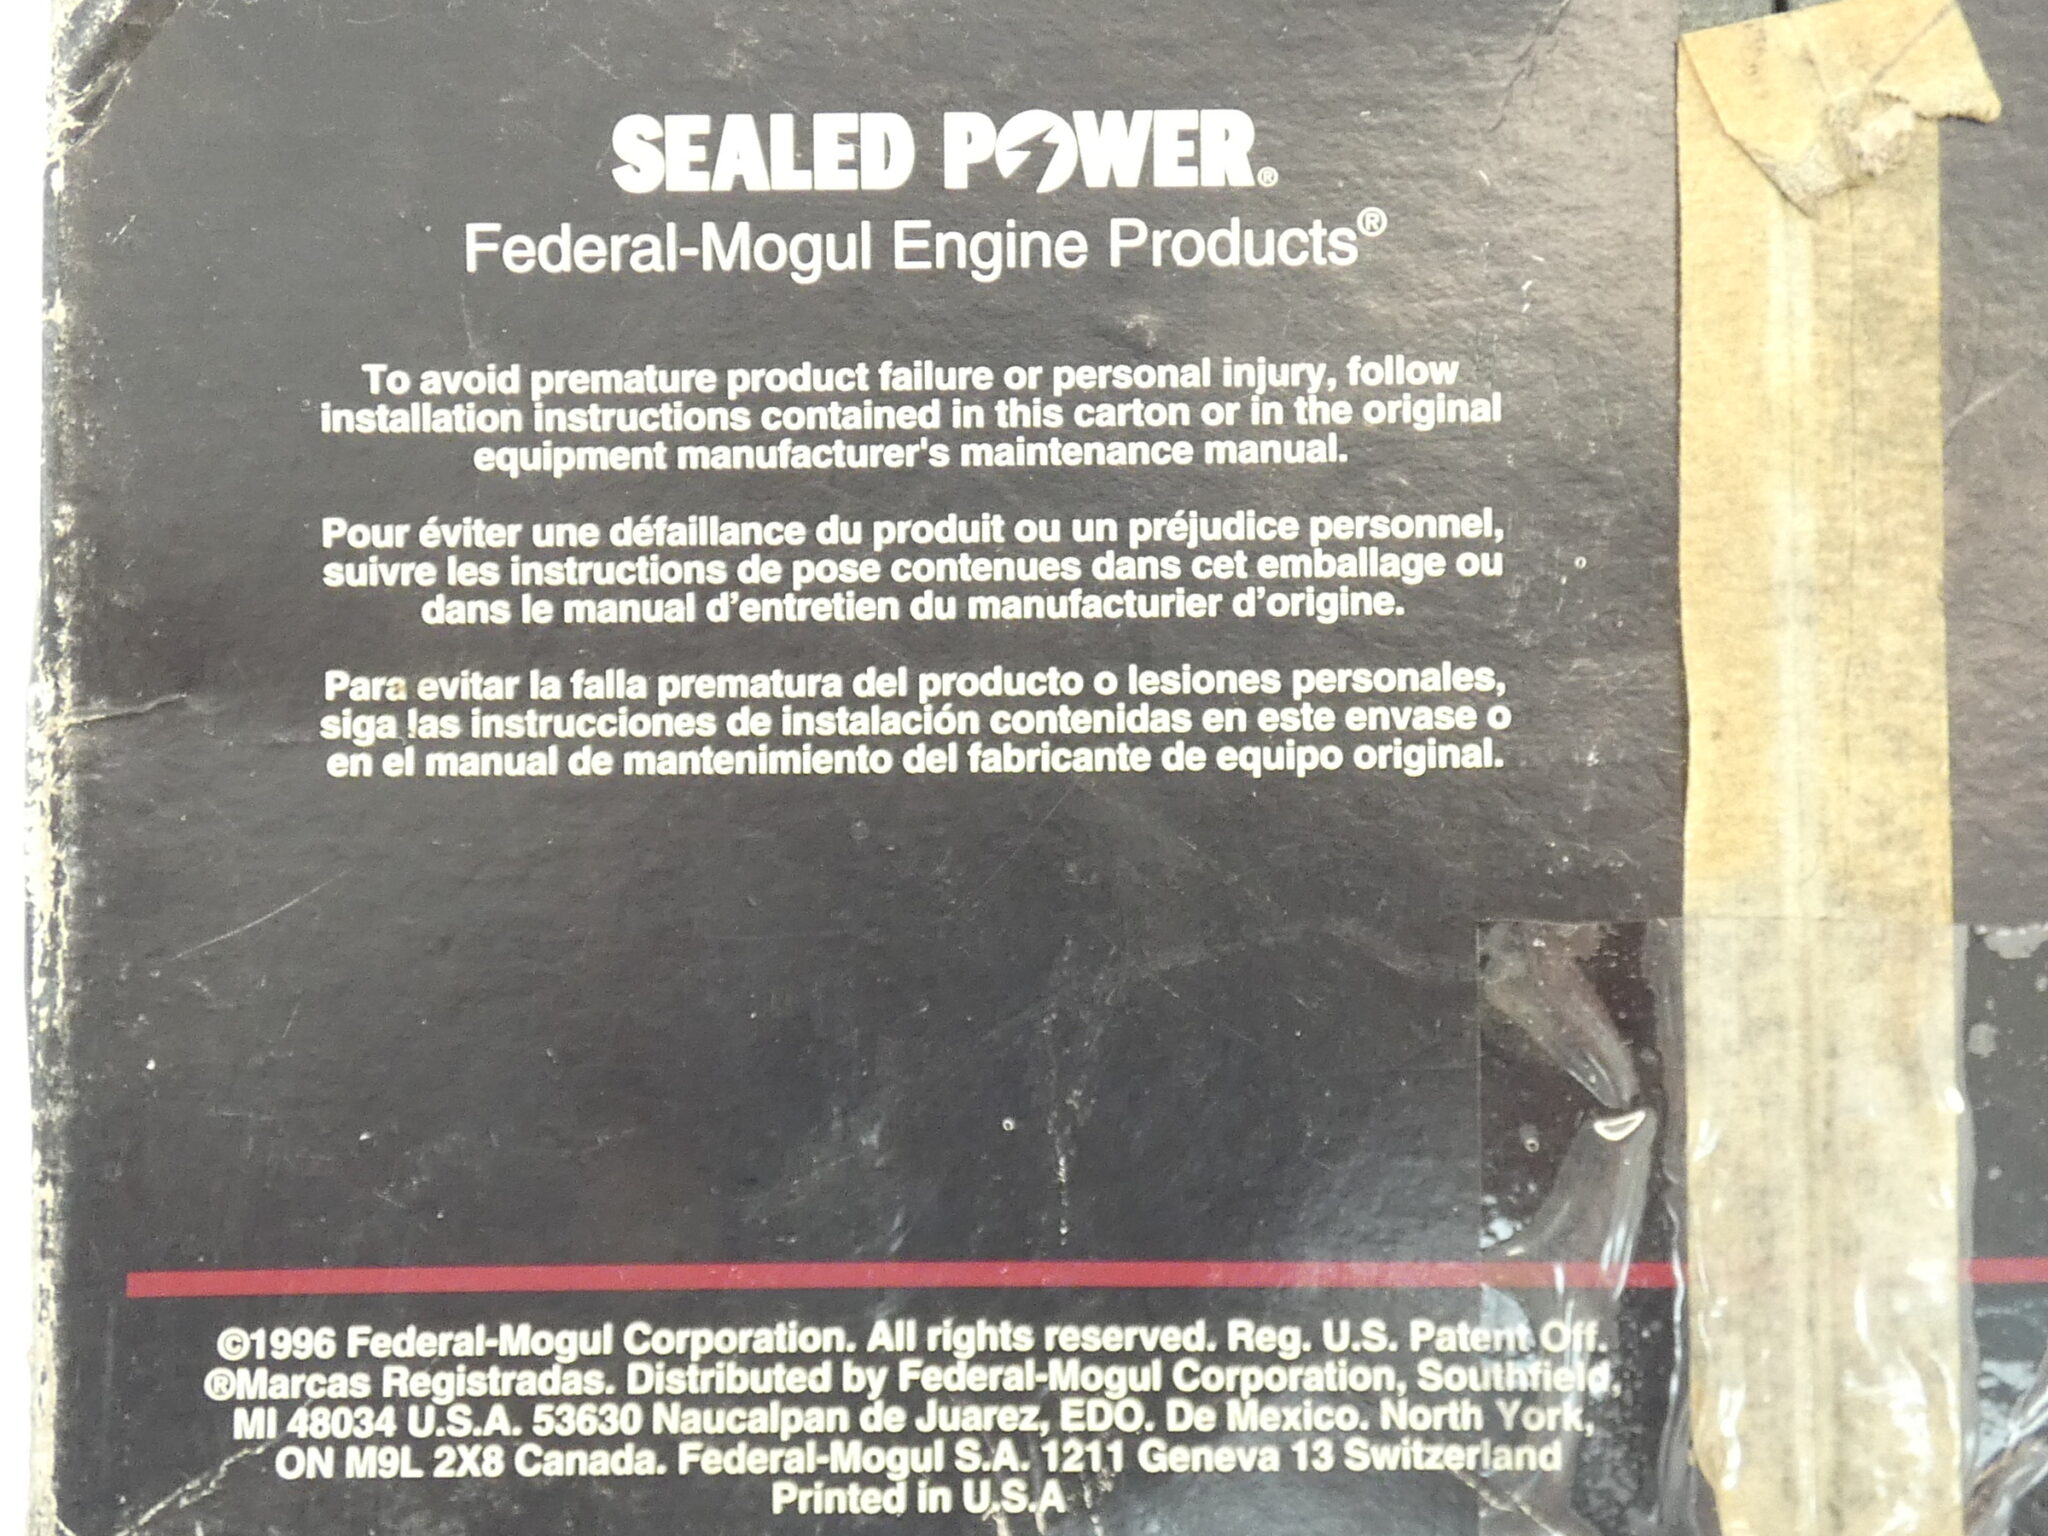 SEALED POWER®
Federal-Mogul Engine Products®
To avoid premature product failure or personal injury, follow
installation instructions contained in this carton or in the original
equipment manufacturer's maintenance manual.
Pour éviter une défaillance du produit ou un préjudice personnel,
suivre les instructions de pose contenues dans cet emballage ou
dans le manual d’entretien du manufacturier d’origine.
Para evitar la falla prematura del producto o lesiones personales,
siga las instrucciones de instalación contenidas en este envase o
en el manual de mantenimiento del fabricante de equipo original.
©1996 Federal-Mogul Corporation. All rights reserved. Reg. U.S. Patent Off.
®Marcas Registradas. Distributed by Federal-Mogul Corporation, Southfield,
MI 48034 U.S.A. 53630 Naucalpan de Juarez, EDO. De Mexico. North York,
ON M9L 2X8 Canada. Federal-Mogul S.A. 1211 Geneva 13 Switzerland
Printed in U.S.A